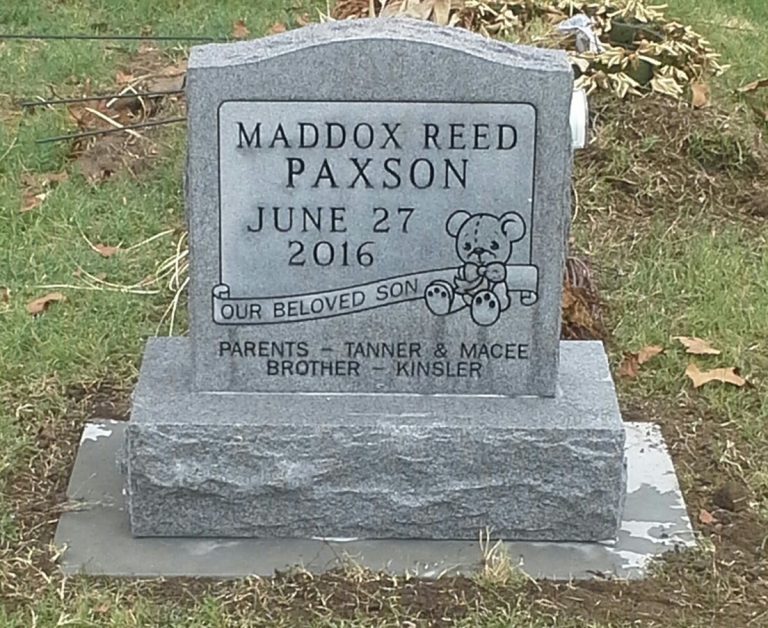 MADDOX REED
PAXSON
JUNE 27
2016
OUR BELOVED SON
PARENTS – TANNER & MACEE
BROTHER – KINSLER